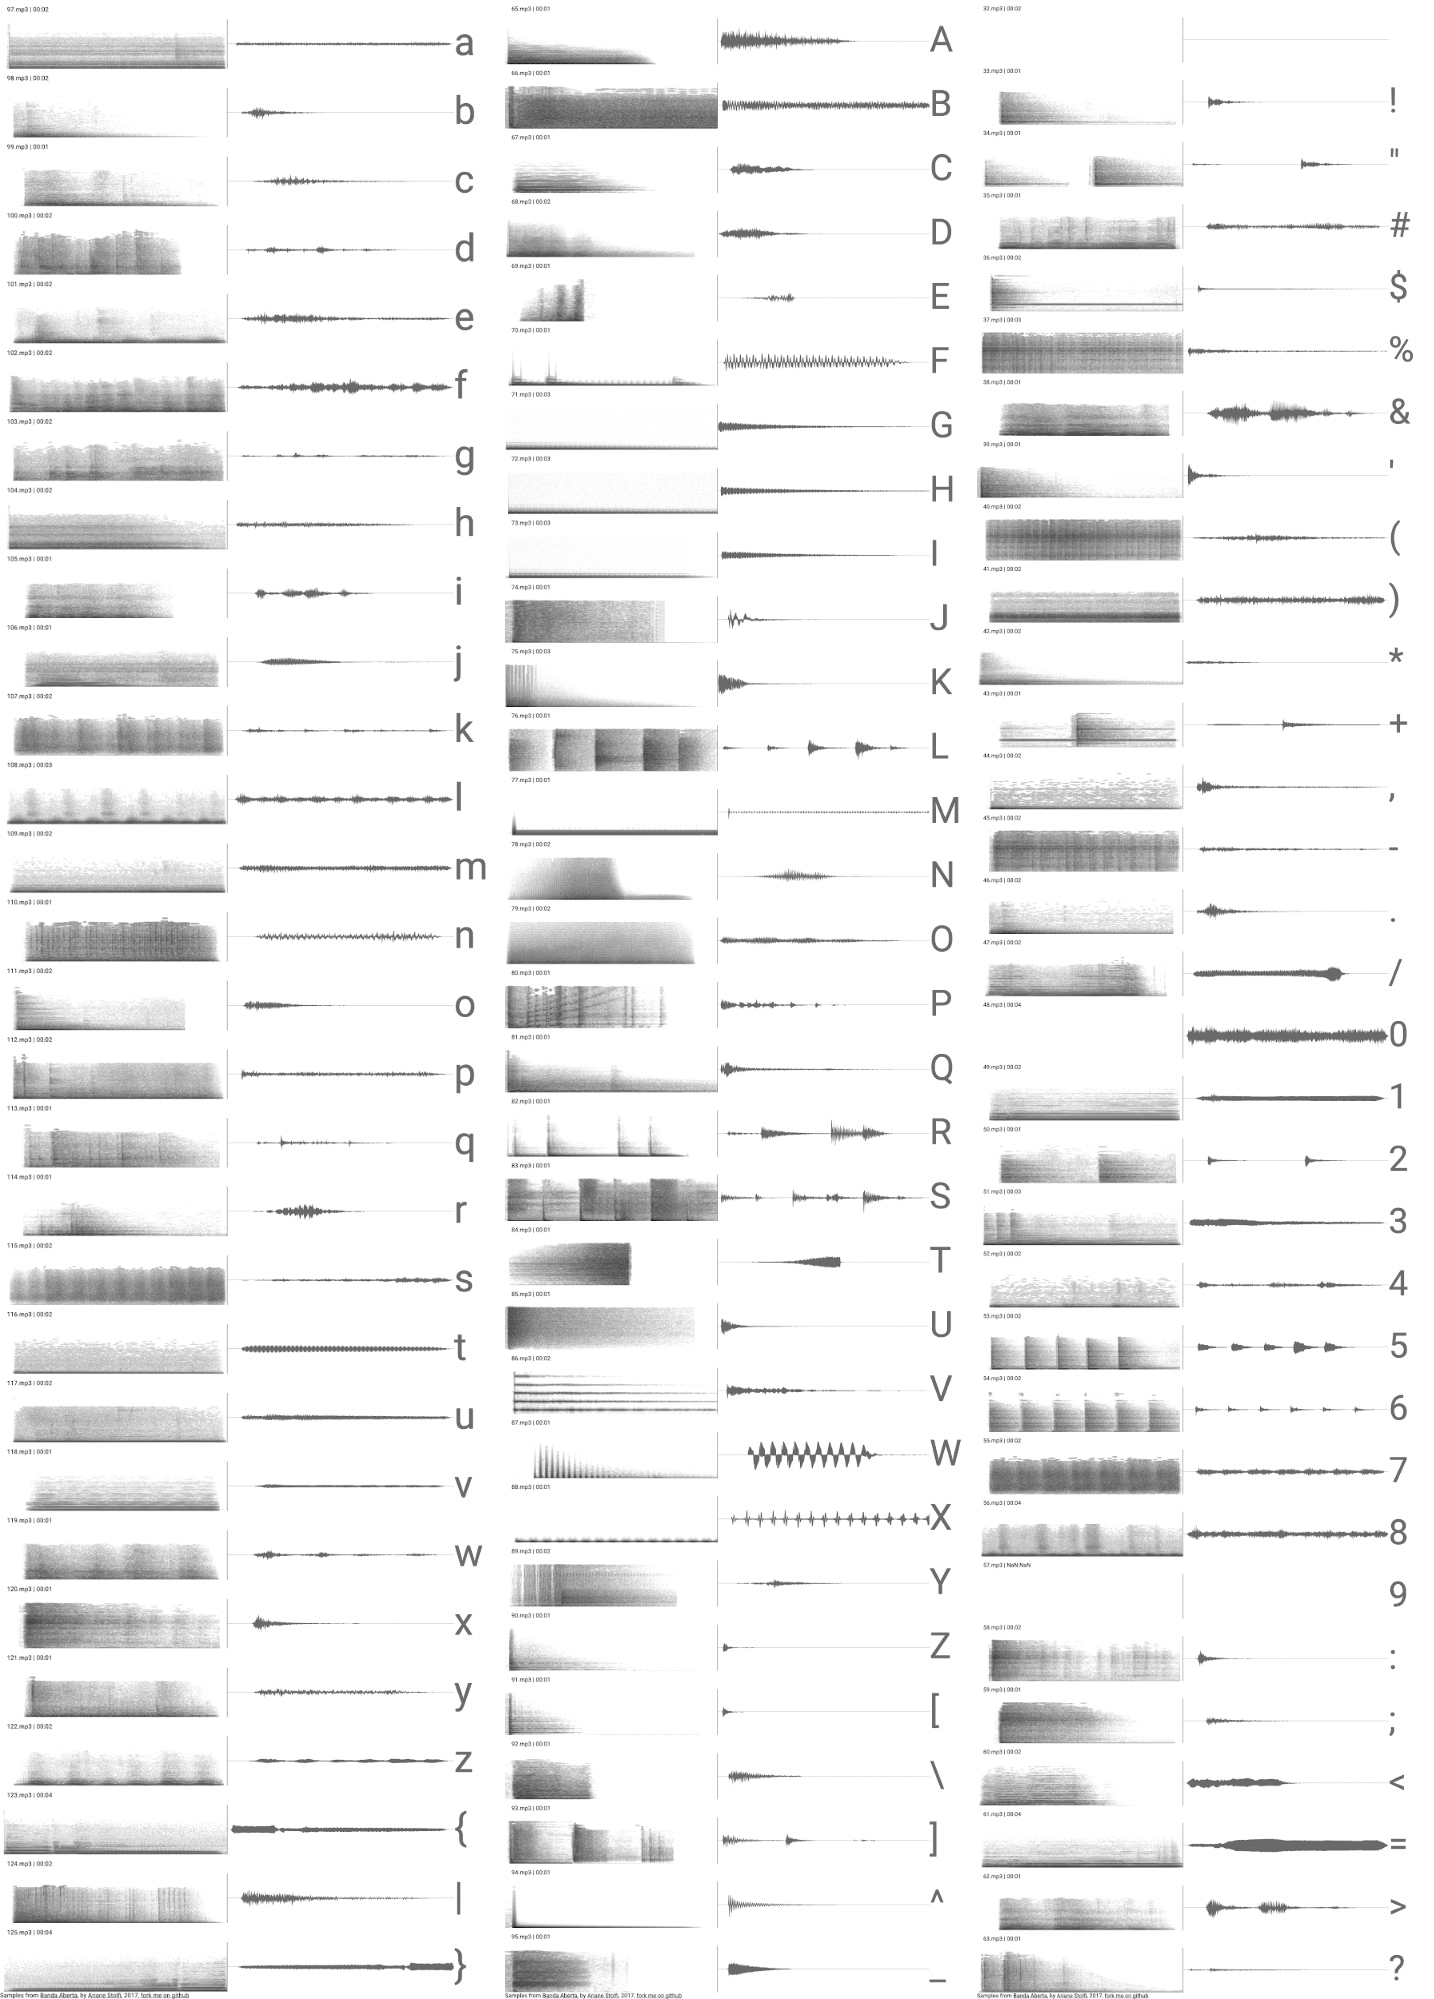 97.mp3 | 00:02
a
98.mp3 | 00:02
b
99.mp3 | 00:01
c
100.mp3 | 00:02
d
101.mp3 | 00:02
e
102.mp3 | 00:02
f
103.mp3 | 00:02
g
104.mp3 | 00:02
h
105.mp3 | 00:01
i
106.mp3 | 00:01
j
107.mp3 | 00:02
k
108.mp3 | 00:03
l
109.mp3 | 00:02
m
110.mp3 | 00:01
n
111.mp3 | 00:02
o
112.mp3 | 00:02
p
113.mp3 | 00:01
q
114.mp3 | 00:01
r
115.mp3 | 00:02
s
116.mp3 | 00:02
t
117.mp3 | 00:02
u
118.mp3 | 00:01
v
119.mp3 | 00:01
w
120.mp3 | 00:01
x
121.mp3 | 00:01
y
122.mp3 | 00:02
z
123.mp3 | 00:04
{
124.mp3 | 00:02
|
125.mp3 | 00:04
}
Samples from Banda Aberta, by Ariane Stolfi, 2017, fork me on github
65.mp3 | 00:01
A
66.mp3 | 00:01
B
67.mp3 | 00:01
C
68.mp3 | 00:02
D
69.mp3 | 00:01
E
70.mp3 | 00:01
F
71.mp3 | 00:03
G
72.mp3 | 00:03
H
73.mp3 | 00:03
I
74.mp3 | 00:01
J
75.mp3 | 00:03
K
76.mp3 | 00:01
L
77.mp3 | 00:01
M
78.mp3 | 00:02
N
79.mp3 | 00:02
O
80.mp3 | 00:01
P
81.mp3 | 00:01
Q
82.mp3 | 00:01
R
83.mp3 | 00:01
S
84.mp3 | 00:01
T
85.mp3 | 00:01
U
86.mp3 | 00:02
V
87.mp3 | 00:01
W
88.mp3 | 00:01
X
89.mp3 | 00:02
Y
90.mp3 | 00:01
Z
91.mp3 | 00:01
[
92.mp3 | 00:01
\
93.mp3 | 00:01
]
94.mp3 | 00:01
^
95.mp3 | 00:01
_
Samples from Banda Aberta, by Ariane Stolfi, 2017, fork me on github
32.mp3 | 00:02
33.mp3 | 00:01
!
34.mp3 | 00:01
"
35.mp3 | 00:01
#
36.mp3 | 00:02
$
37.mp3 | 00:03
%
38.mp3 | 00:01
&
39.mp3 | 00:01
'
40.mp3 | 00:02
(
41.mp3 | 00:02
)
42.mp3 | 00:02
*
43.mp3 | 00:01
+
44.mp3 | 00:02
,
45.mp3 | 00:02
-
46.mp3 | 00:02
.
47.mp3 | 00:02
/
48.mp3 | 00:04
0
49.mp3 | 00:02
1
50.mp3 | 00:01
2
51.mp3 | 00:03
3
52.mp3 | 00:02
4
53.mp3 | 00:02
5
54.mp3 | 00:02
6
55.mp3 | 00:02
7
56.mp3 | 00:04
8
57.mp3 | NaN:NaN
9
58.mp3 | 00:02
:
59.mp3 | 00:01
;
60.mp3 | 00:02
<
61.mp3 | 00:04
=
62.mp3 | 00:01
>
63.mp3 | 00:01
?
Samples from Banda Aberta, by Ariane Stolfi, 2017, fork me on github